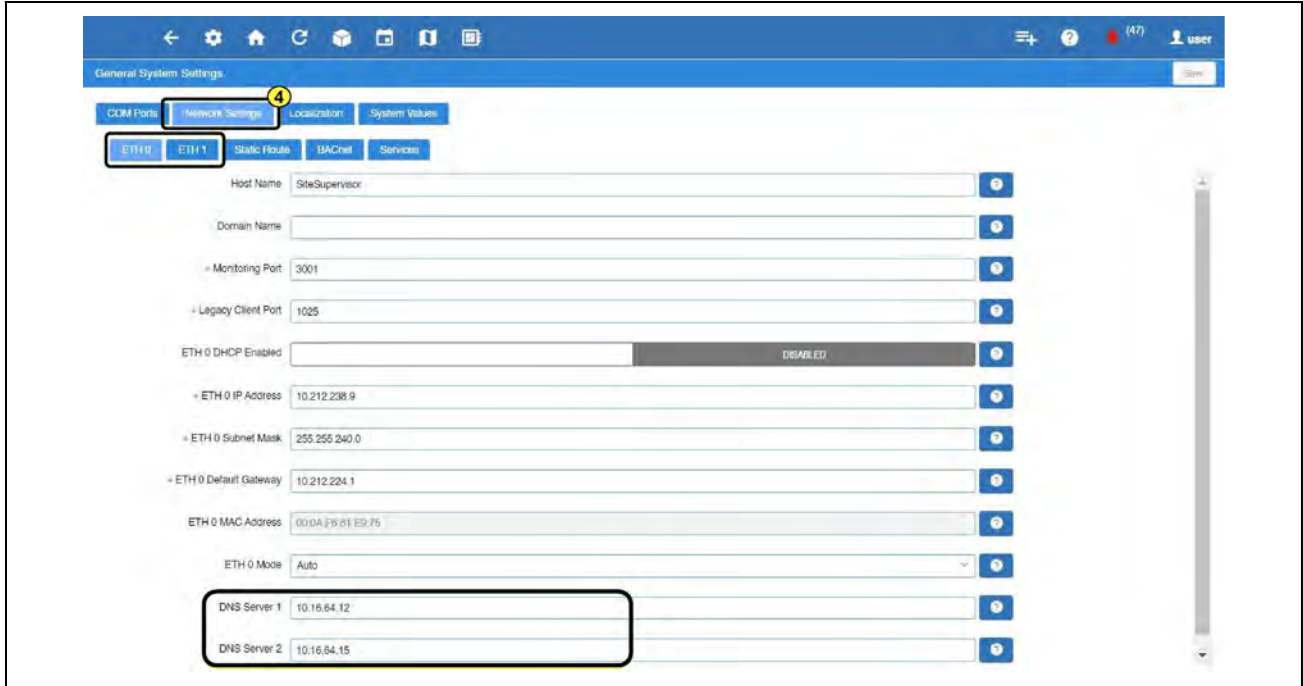 (47)
user
General System Settings
Save
4
COM Ports Network Settings Localization System Values
ETH 0 ETH 1 Static Route BACnet Services
Host Name SiteSupervisor
Domain Name
Monitoring Port 3001
Legacy Client Port 1025
ETH 0 DHCP Enabled DISABLED
ETH 0 IP Address 10.212.238.9
ETH 0 Subnet Mask 255.255.240.0
ETH 0 Default Gateway 10.212.224.1
ETH 0 MAC Address
ETH 0 Mode Auto
DNS Server 1 10.16.64.12
DNS Server 2 10.16.64.15